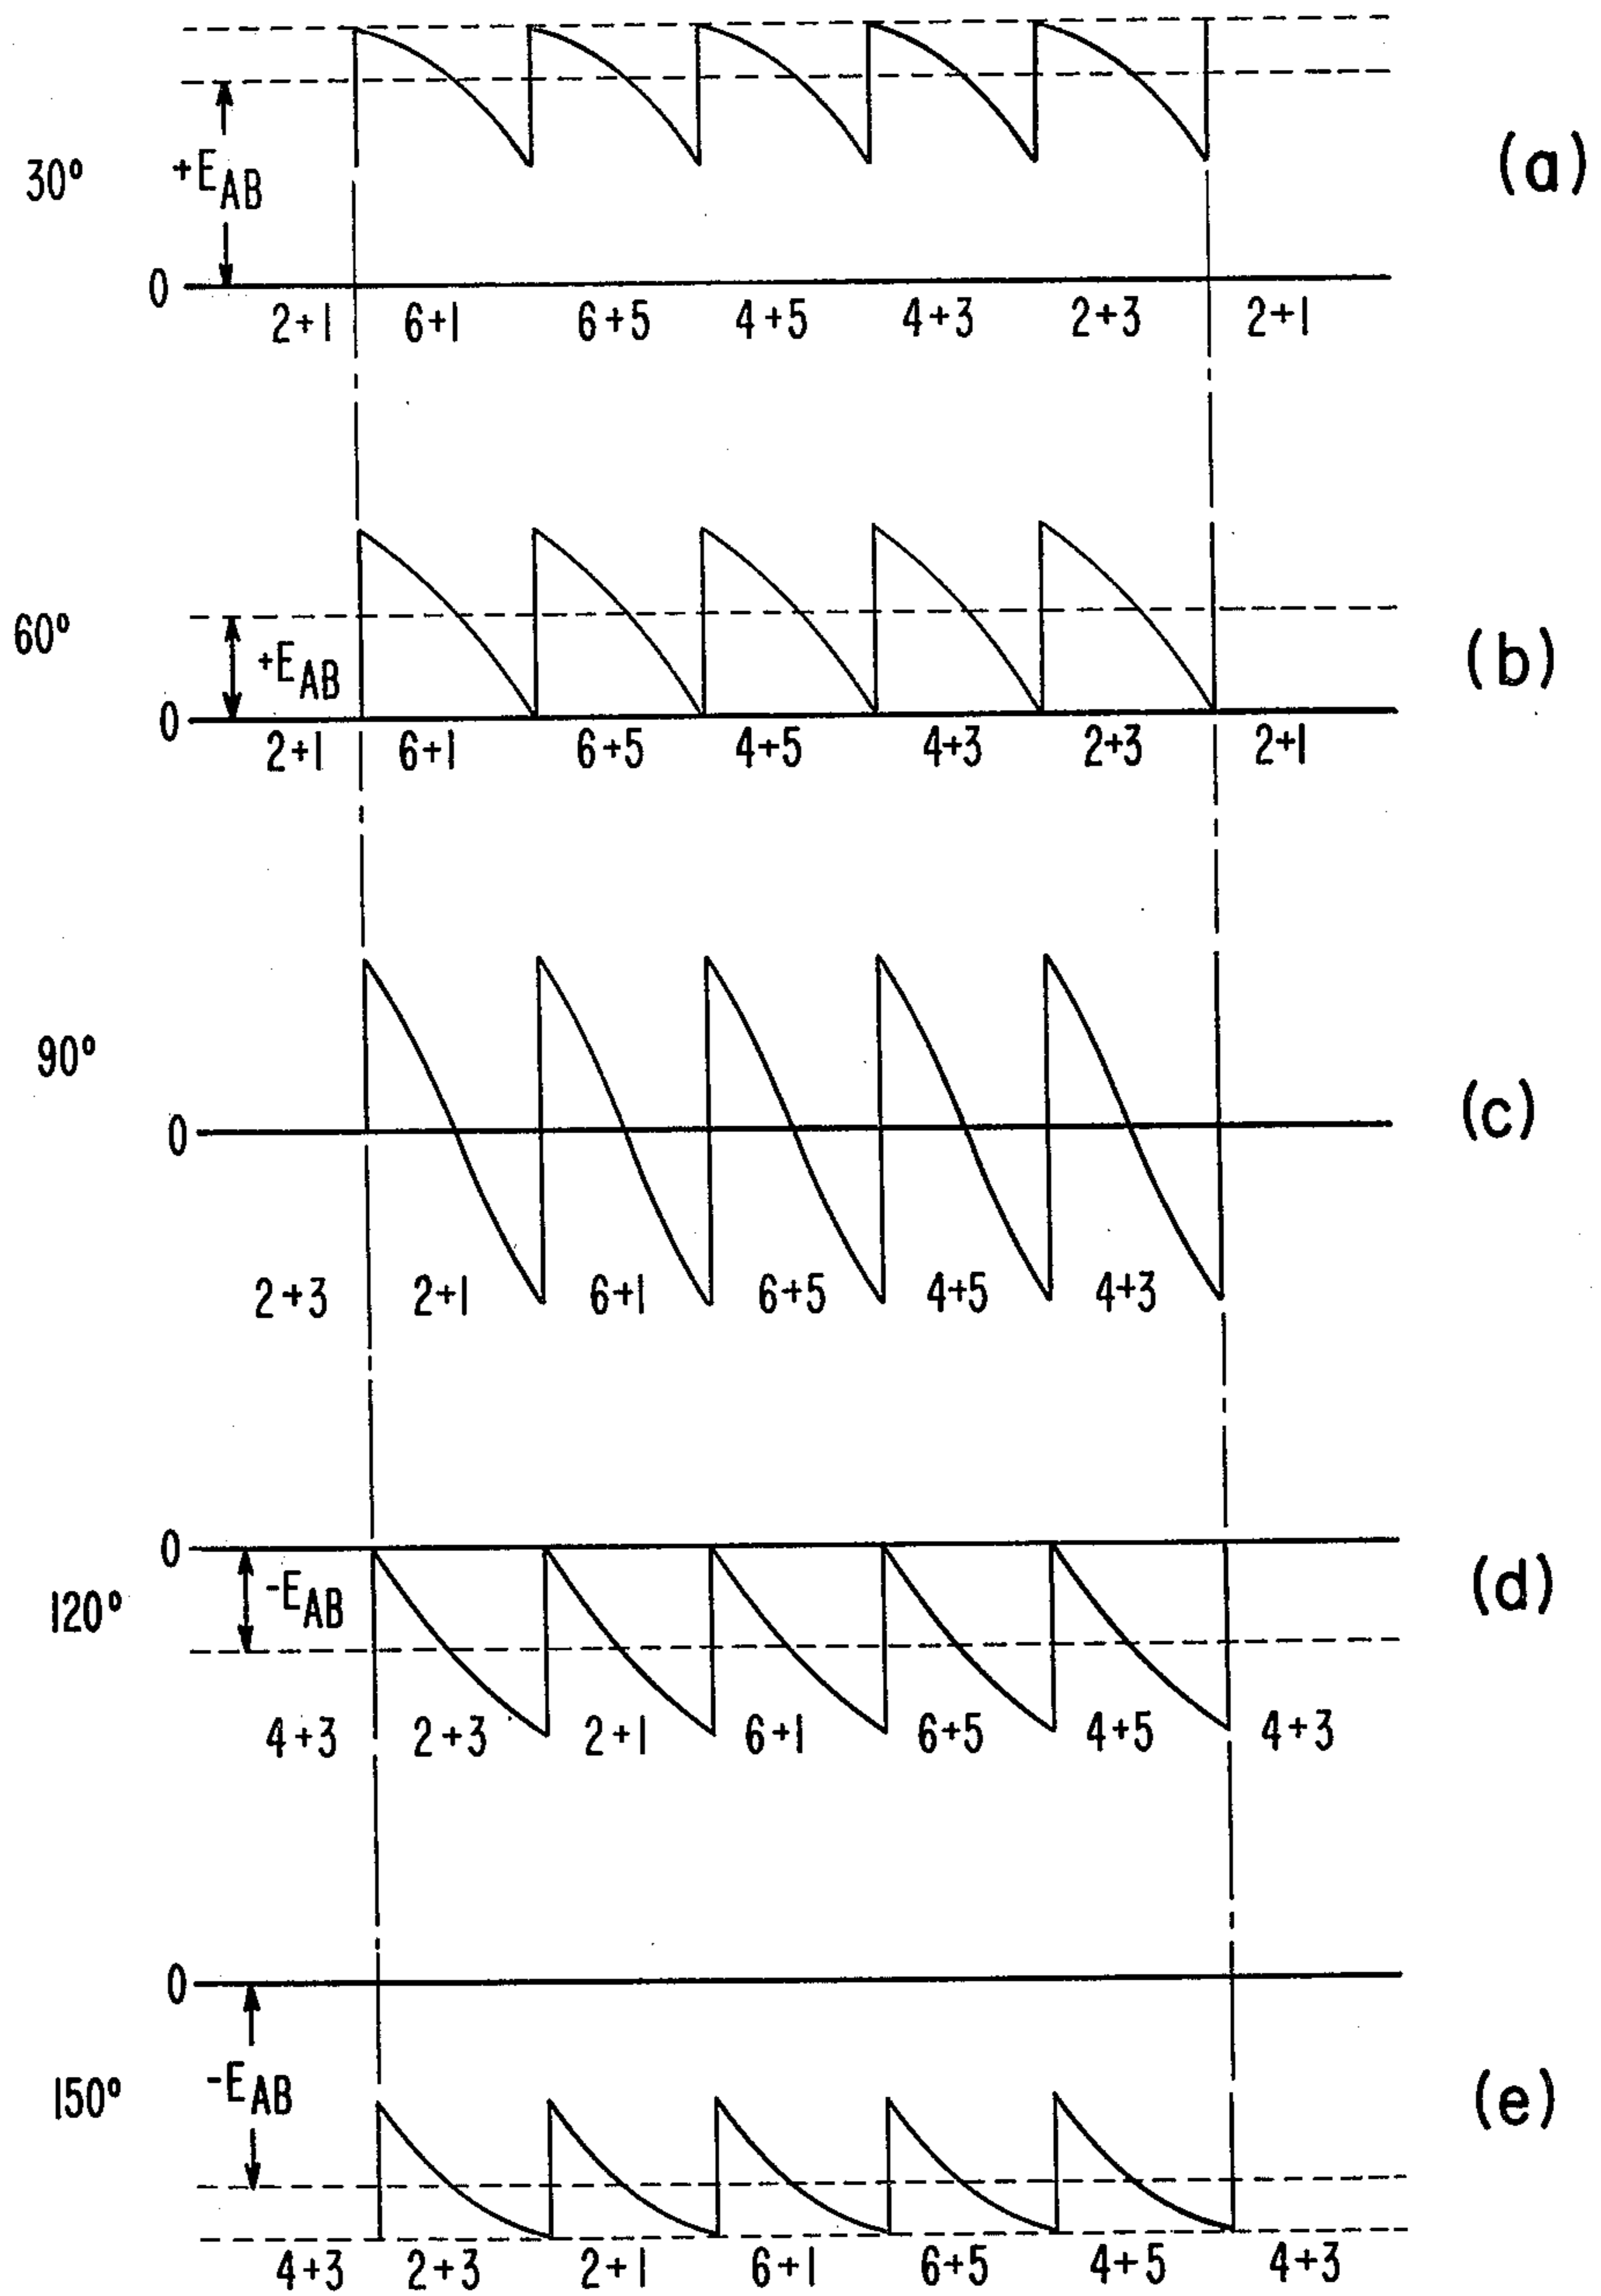 30° +E_AB (a)
0
2+1 6+1 6+5 4+5 4+3 2+3 2+1
60° +E_AB (b)
0
2+1 6+1 6+5 4+5 4+3 2+3 2+1
90° (c)
0
2+3 2+1 6+1 6+5 4+5 4+3
0
120° -E_AB (d)
4+3 2+3 2+1 6+1 6+5 4+5 4+3
0
150° -E_AB (e)
4+3 2+3 2+1 6+1 6+5 4+5 4+3